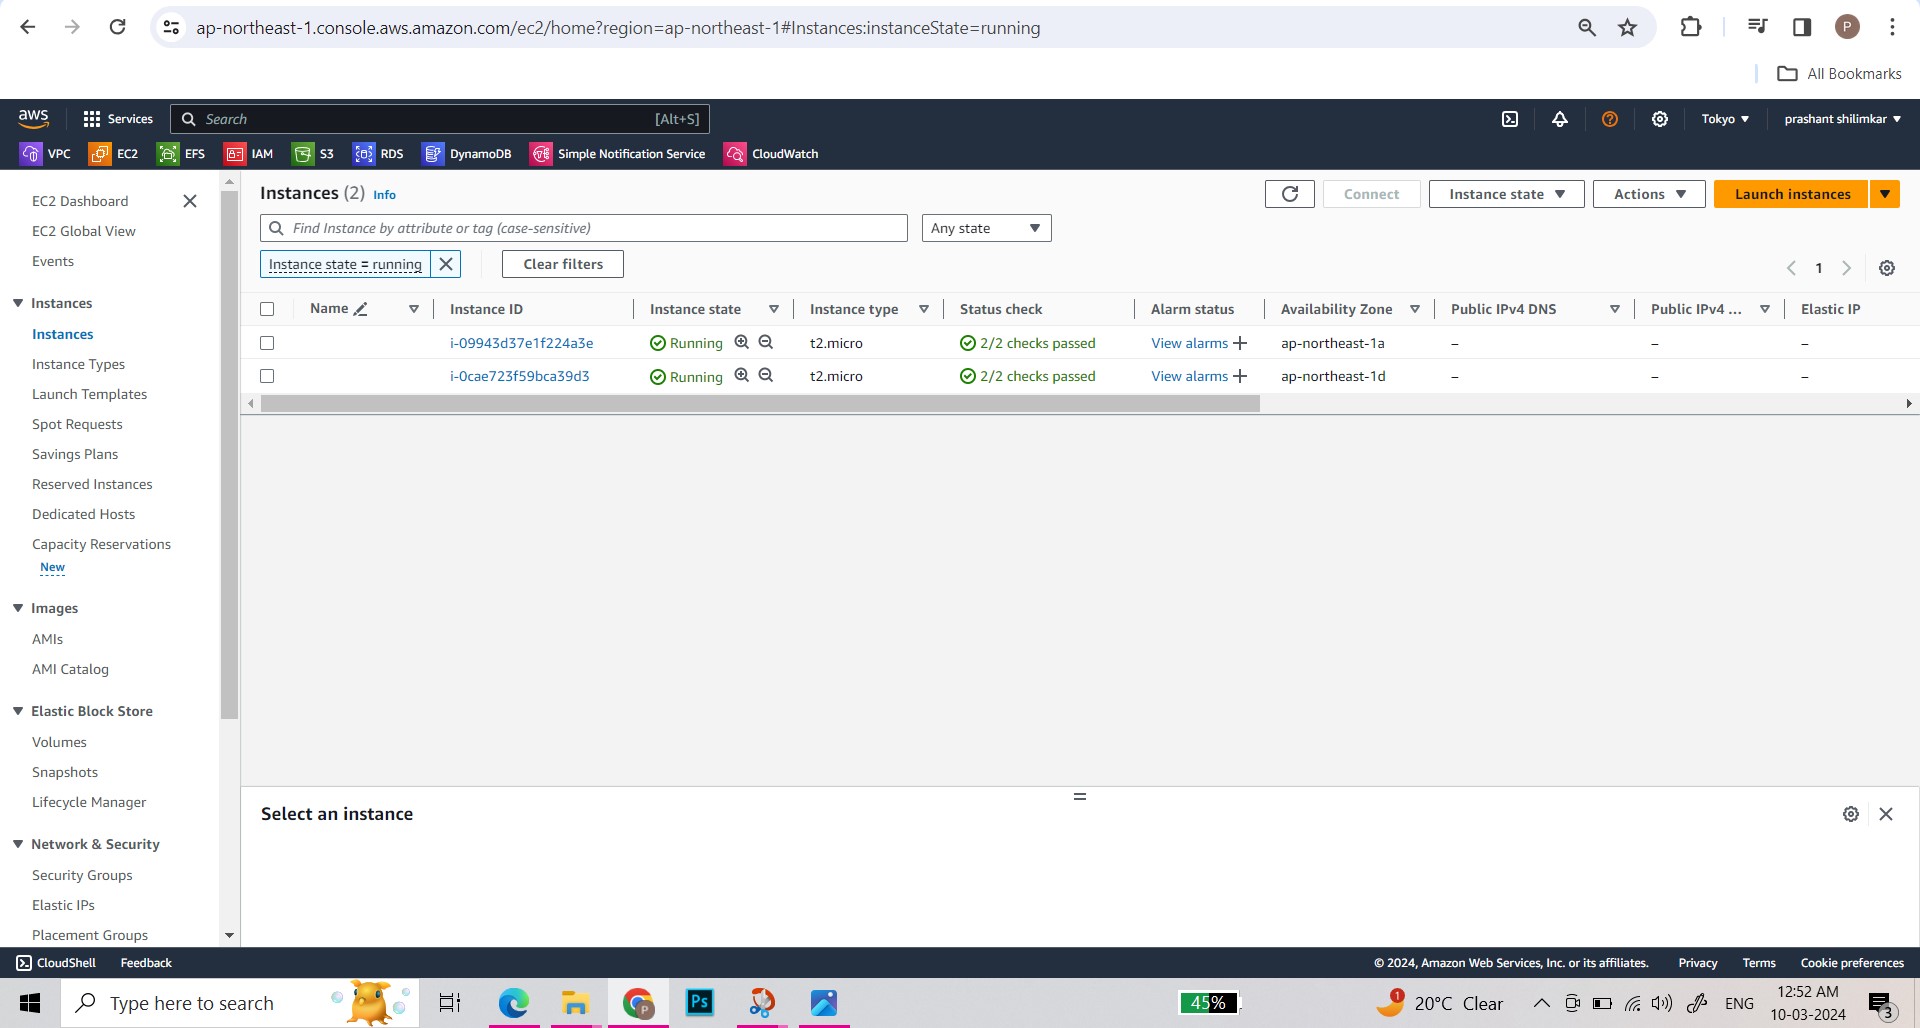 ap-northeast-1.console.aws.amazon.com/ec2/home?region=ap-northeast-1#Instances:instanceState=running
P
All Bookmarks
aws
Services
Search
[Alt+S]
Tokyo
prashant shilimkar
VPC
EC2
EFS
IAM
S3
RDS
DynamoDB
Simple Notification Service
CloudWatch
EC2 Dashboard
EC2 Global View
Events
Instances
Instances
Instance Types
Launch Templates
Spot Requests
Savings Plans
Reserved Instances
Dedicated Hosts
Capacity Reservations
New
Images
AMIs
AMI Catalog
Elastic Block Store
Volumes
Snapshots
Lifecycle Manager
Network & Security
Security Groups
Elastic IPs
Placement Groups
Instances (2) Info
Connect
Instance state
Actions
Launch instances
Find Instance by attribute or tag (case-sensitive)
Any state
Instance state = running
Clear filters
1
Name Instance ID Instance state Instance type Status check Alarm status Availability Zone Public IPv4 DNS Public IPv4 ... Elastic IP
i-09943d37e1f224a3e Running t2.micro 2/2 checks passed View alarms + ap-northeast-1a – – –
i-0cae723f59bca39d3 Running t2.micro 2/2 checks passed View alarms + ap-northeast-1d – – –
Select an instance
CloudShell
Feedback
© 2024, Amazon Web Services, Inc. or its affiliates.
Privacy
Terms
Cookie preferences
Type here to search
P
Ps
45%
1
20°C Clear
ENG
12:52 AM
10-03-2024
3